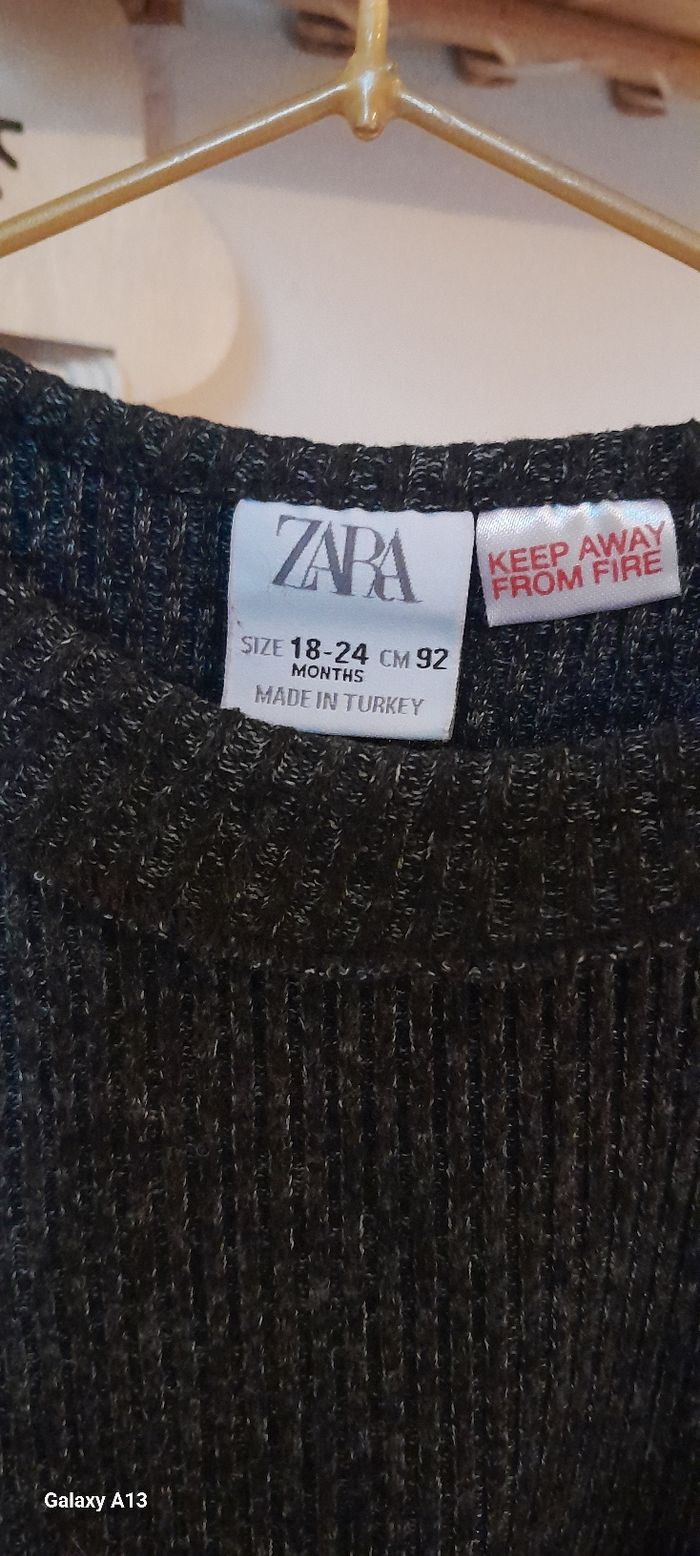 ZARA
SIZE 18-24 CM 92
MONTHS
MADE IN TURKEY
KEEP AWAY
FROM FIRE
Galaxy A13